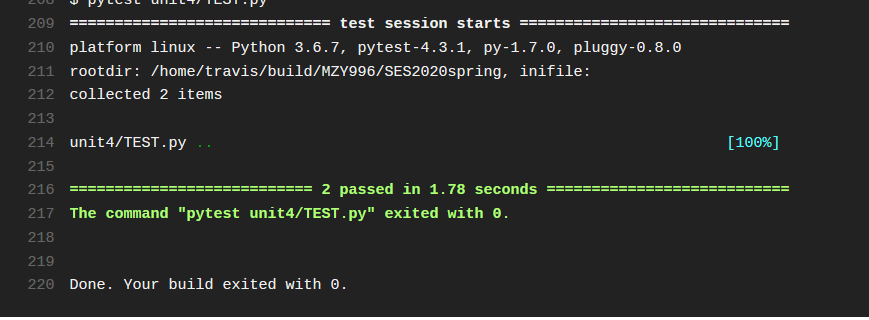 208 $ pytest unit4/TEST.py
209 ============================= test session starts ==============================
210 platform linux -- Python 3.6.7, pytest-4.3.1, py-1.7.0, pluggy-0.8.0
211 rootdir: /home/travis/build/MZY996/SES2020spring, inifile:
212 collected 2 items
213
214 unit4/TEST.py .. [100%]
215
216 =========================== 2 passed in 1.78 seconds ===========================
217 The command "pytest unit4/TEST.py" exited with 0.
218
219
220 Done. Your build exited with 0.